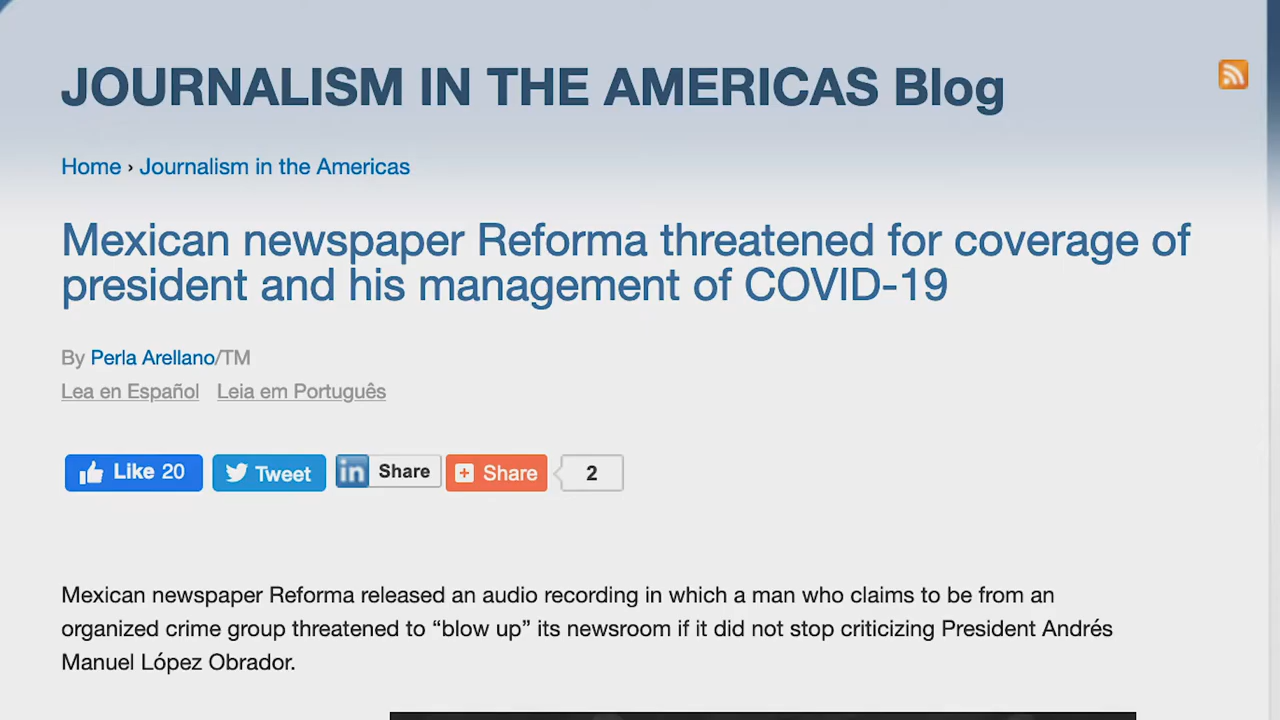 JOURNALISM IN THE AMERICAS Blog
Home › Journalism in the Americas
Mexican newspaper Reforma threatened for coverage of
president and his management of COVID-19
By Perla Arellano/TM
Lea en Español Leia em Português
Like 20 Tweet in Share Share 2
Mexican newspaper Reforma released an audio recording in which a man who claims to be from an
organized crime group threatened to “blow up” its newsroom if it did not stop criticizing President Andrés
Manuel López Obrador.